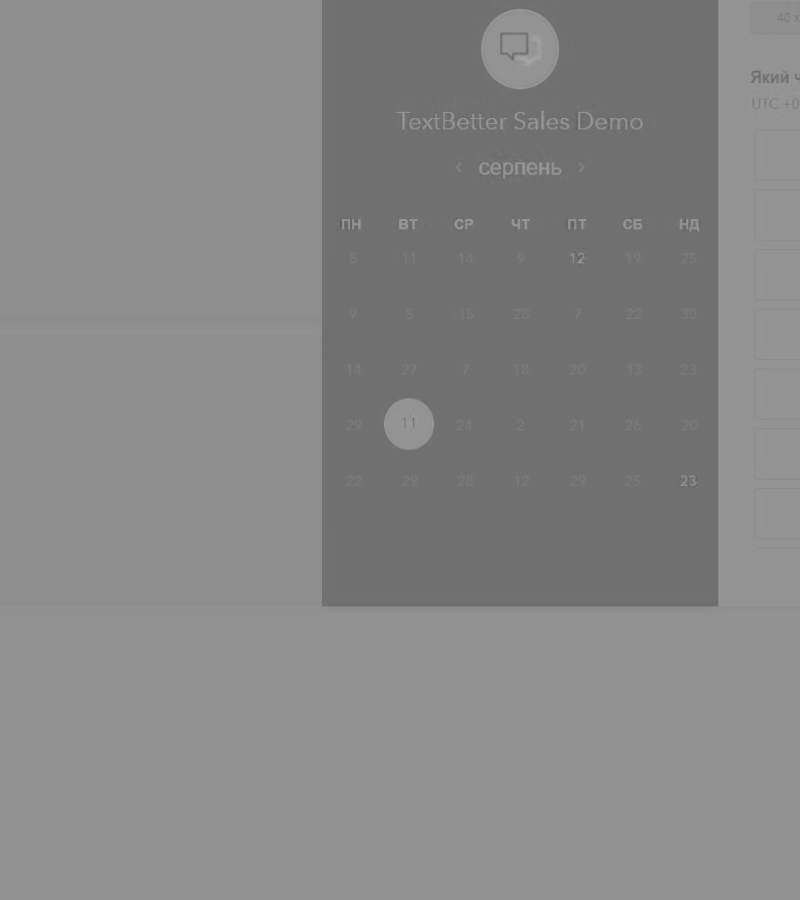 40 х
TextBetter Sales Demo
серпень
Який ч
UTC +0
ПН ВТ СР ЧТ ПТ СБ НД
5 11 14 9 12 19 25
9 5 15 28 7 22 30
14 27 7 18 20 13 23
29 11 24 2 21 26 20
22 29 28 12 29 25 23